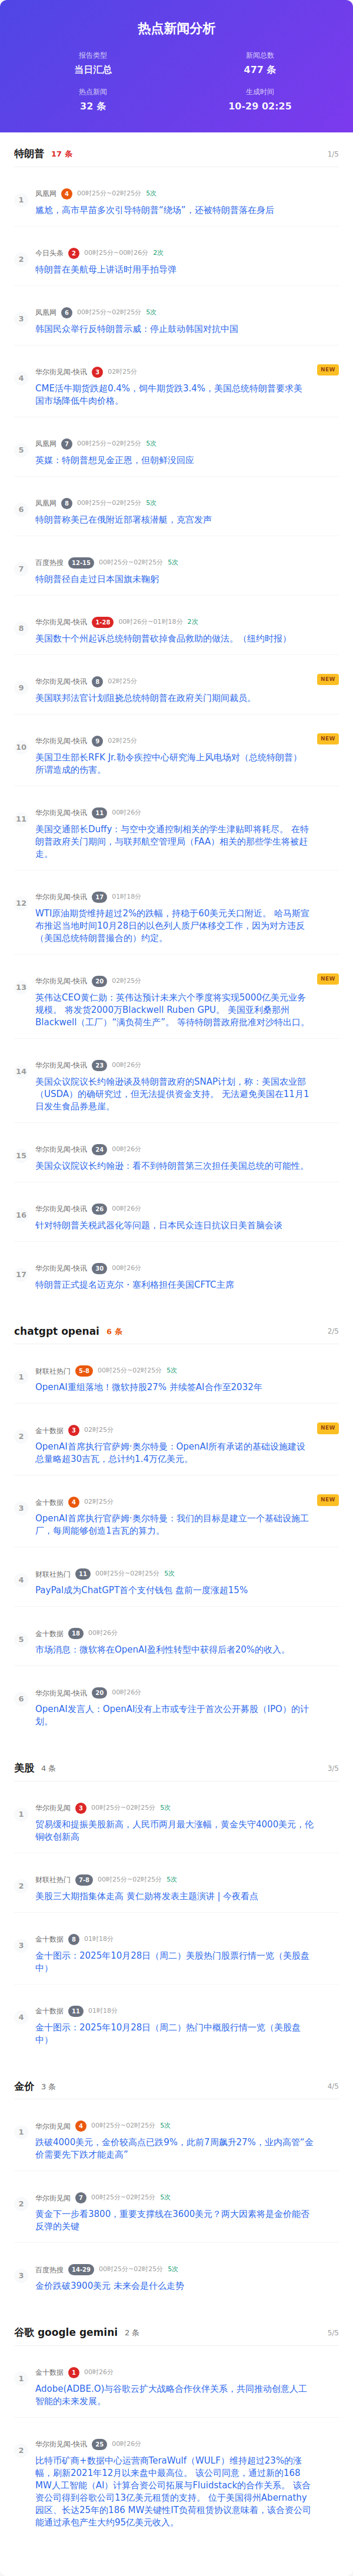 热点新闻分析
报告类型
当日汇总
新闻总数
477 条
热点新闻
32 条
生成时间
10-29 02:25
特朗普 17 条 1/5
1
凤凰网 4 00时25分~02时25分 5次
尴尬，高市早苗多次引导特朗普“绕场”，还被特朗普落在身后
2
今日头条 2 00时25分~00时26分 2次
特朗普在美航母上讲话时用手拍导弹
3
凤凰网 6 00时25分~02时25分 5次
韩国民众举行反特朗普示威：停止鼓动韩国对抗中国
4
华尔街见闻-快讯 3 02时25分 NEW
CME活牛期货跌超0.4%，饲牛期货跌3.4%，美国总统特朗普要求美
国市场降低牛肉价格。
5
凤凰网 7 00时25分~02时25分 5次
英媒：特朗普想见金正恩，但朝鲜没回应
6
凤凰网 8 00时25分~02时25分 5次
特朗普称美已在俄附近部署核潜艇，克宫发声
7
百度热搜 12-15 00时25分~02时25分 5次
特朗普径自走过日本国旗未鞠躬
8
华尔街见闻-快讯 1-28 00时26分~01时18分 2次
美国数十个州起诉总统特朗普砍掉食品救助的做法。（纽约时报）
9
华尔街见闻-快讯 8 02时25分 NEW
美国联邦法官计划阻挠总统特朗普在政府关门期间裁员。
10
华尔街见闻-快讯 9 02时25分 NEW
美国卫生部长RFK Jr.勒令疾控中心研究海上风电场对（总统特朗普）
所谓造成的伤害。
11
华尔街见闻-快讯 11 00时26分
美国交通部长Duffy：与空中交通控制相关的学生津贴即将耗尽。 在特
朗普政府关门期间，与联邦航空管理局（FAA）相关的那些学生将被赶
走。
12
华尔街见闻-快讯 17 01时18分
WTI原油期货维持超过2%的跌幅，持稳于60美元关口附近。 哈马斯宣
布推迟当地时间10月28日的以色列人质尸体移交工作，因为对方违反
（美国总统特朗普撮合的）约定。
13
华尔街见闻-快讯 20 02时25分 NEW
英伟达CEO黄仁勋：英伟达预计未来六个季度将实现5000亿美元业务
规模。 将发货2000万Blackwell Ruben GPU。 美国亚利桑那州
Blackwell（工厂）“满负荷生产”。 等待特朗普政府批准对沙特出口。
14
华尔街见闻-快讯 23 00时26分
美国众议院议长约翰逊谈及特朗普政府的SNAP计划，称：美国农业部
（USDA）的确研究过，但无法提供资金支持。 无法避免美国在11月1
日发生食品券悬崖。
15
华尔街见闻-快讯 24 00时26分
美国众议院议长约翰逊：看不到特朗普第三次担任美国总统的可能性。
16
华尔街见闻-快讯 26 00时26分
针对特朗普关税武器化等问题，日本民众连日抗议日美首脑会谈
17
华尔街见闻-快讯 30 00时26分
特朗普正式提名迈克尔·塞利格担任美国CFTC主席
chatgpt openai 6 条 2/5
1
财联社热门 5-8 00时25分~02时25分 5次
OpenAI重组落地！微软持股27% 并续签AI合作至2032年
2
金十数据 3 02时25分 NEW
OpenAI首席执行官萨姆·奥尔特曼：OpenAI所有承诺的基础设施建设
总量略超30吉瓦，总计约1.4万亿美元。
3
金十数据 4 02时25分 NEW
OpenAI首席执行官萨姆·奥尔特曼：我们的目标是建立一个基础设施工
厂，每周能够创造1吉瓦的算力。
4
财联社热门 11 00时25分~02时25分 5次
PayPal成为ChatGPT首个支付钱包 盘前一度涨超15%
5
金十数据 18 00时26分
市场消息：微软将在OpenAI盈利性转型中获得后者20%的收入。
6
华尔街见闻-快讯 20 00时26分
OpenAI发言人：OpenAI没有上市或专注于首次公开募股（IPO）的计
划。
美股 4 条 3/5
1
华尔街见闻 3 00时25分~02时25分 5次
贸易缓和提振美股新高，人民币两月最大涨幅，黄金失守4000美元，伦
铜收创新高
2
财联社热门 7-8 00时25分~02时25分 5次
美股三大期指集体走高 黄仁勋将发表主题演讲 | 今夜看点
3
金十数据 8 01时18分
金十图示：2025年10月28日（周二）美股热门股票行情一览（美股盘
中）
4
金十数据 11 01时18分
金十图示：2025年10月28日（周二）热门中概股行情一览（美股盘
中）
金价 3 条 4/5
1
华尔街见闻 4 00时25分~02时25分 5次
跌破4000美元，金价较高点已跌9%，此前7周飙升27%，业内高管“金
价需要先下跌才能走高”
2
华尔街见闻 7 00时25分~02时25分 5次
黄金下一步看3800，重要支撑线在3600美元？两大因素将是金价能否
反弹的关键
3
百度热搜 14-29 00时25分~02时25分 5次
金价跌破3900美元 未来会是什么走势
谷歌 google gemini 2 条 5/5
1
金十数据 1 00时26分
Adobe(ADBE.O)与谷歌云扩大战略合作伙伴关系，共同推动创意人工
智能的未来发展。
2
华尔街见闻-快讯 25 00时26分
比特币矿商+数据中心运营商TeraWulf（WULF）维持超过23%的涨
幅，刷新2021年12月以来盘中最高位。 该公司同意，通过新的168
MW人工智能（AI）计算合资公司拓展与Fluidstack的合作关系。 该合
资公司得到谷歌公司13亿美元租赁的支持。位于美国得州Abernathy
园区、长达25年的186 MW关键性IT负荷租赁协议意味着，该合资公司
能通过承包产生大约95亿美元收入。